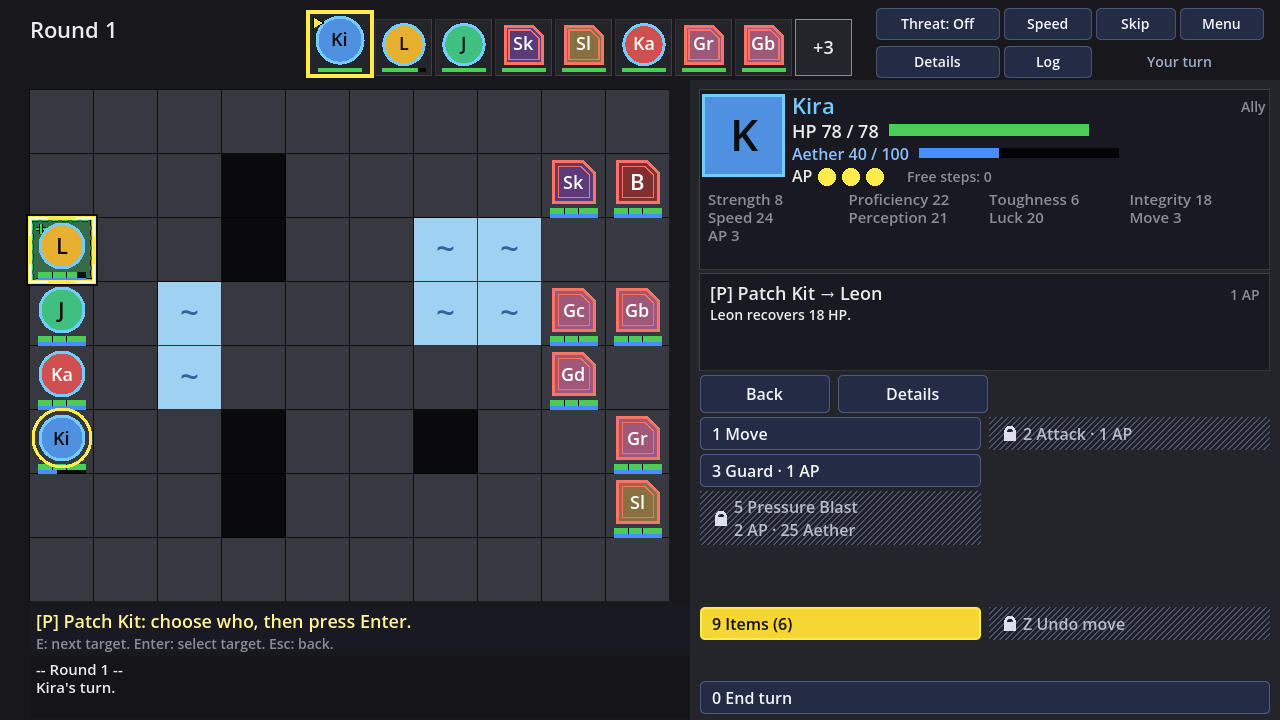 Round 1
Ki
L
J
Sk
Sl
Ka
Gr
Gb
+3
Threat: Off
Speed
Skip
Menu
Details
Log
Your turn
Sk
B
L
~
~
J
~
~
~
Gc
Gb
Ka
~
Gd
Ki
Gr
Sl
K
Kira
Ally
HP 78 / 78
Aether 40 / 100
AP
Free steps: 0
Strength 8
Proficiency 22
Toughness 6
Integrity 18
Speed 24
Perception 21
Luck 20
Move 3
AP 3
[P] Patch Kit → Leon
1 AP
Leon recovers 18 HP.
Back
Details
1 Move
2 Attack · 1 AP
3 Guard · 1 AP
5 Pressure Blast
2 AP · 25 Aether
9 Items (6)
Z Undo move
0 End turn
[P] Patch Kit: choose who, then press Enter.
E: next target. Enter: select target. Esc: back.
-- Round 1 --
Kira's turn.